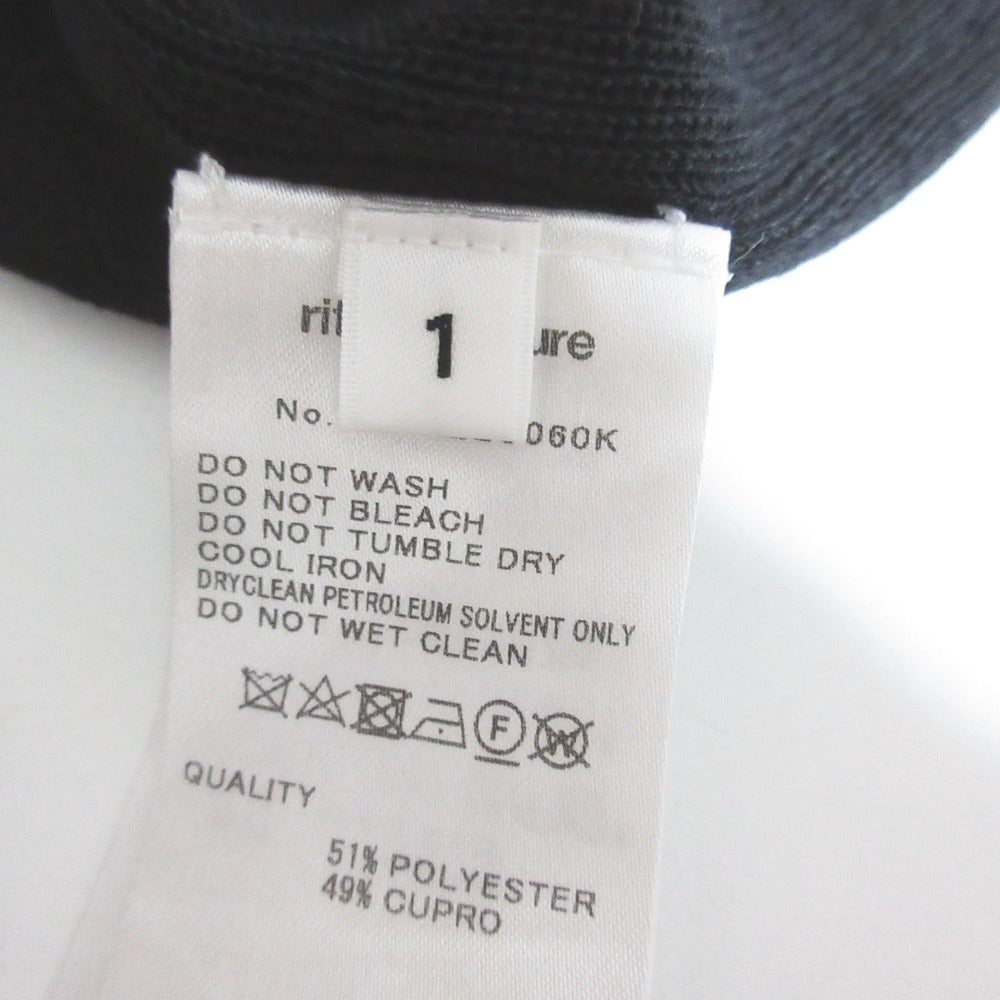 1
No. 060K
DO NOT WASH
DO NOT BLEACH
DO NOT TUMBLE DRY
COOL IRON
DRYCLEAN PETROLEUM SOLVENT ONLY
DO NOT WET CLEAN
F W
QUALITY
51% POLYESTER
49% CUPRO